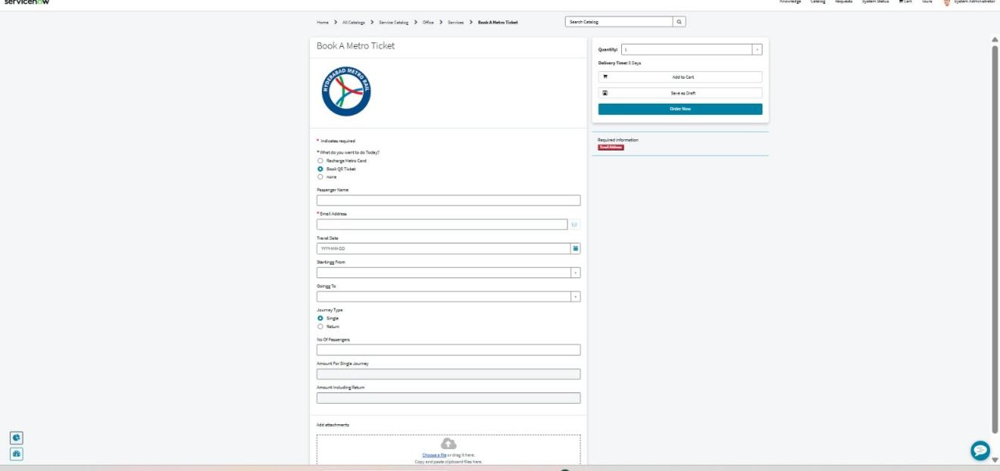 servicenow
Knowledge Catalog Requests System Status Cart Tours System Administrator
Home > All Catalogs > Service Catalog > Office > Services > Book A Metro Ticket
Search Catalog
Book A Metro Ticket
HYDERABAD METRO RAIL
* Indicates required
* What do you want to do Today?
Recharge Metro Card
Book QR Ticket
none
Passenger Name
* Email Address
Travel Date
YYYY-MM-DD
Startingg From
Goingg To
Journey Type
Single
Return
No Of Passengers
Amount For Single Journey
Amount Including Return
Add attachments
Choose a file or drag it here.
Copy and paste clipboard files here.
Quantity: 1
Delivery Time: 0 Days
Add to Cart
Save as Draft
Order Now
Required information
Email Address